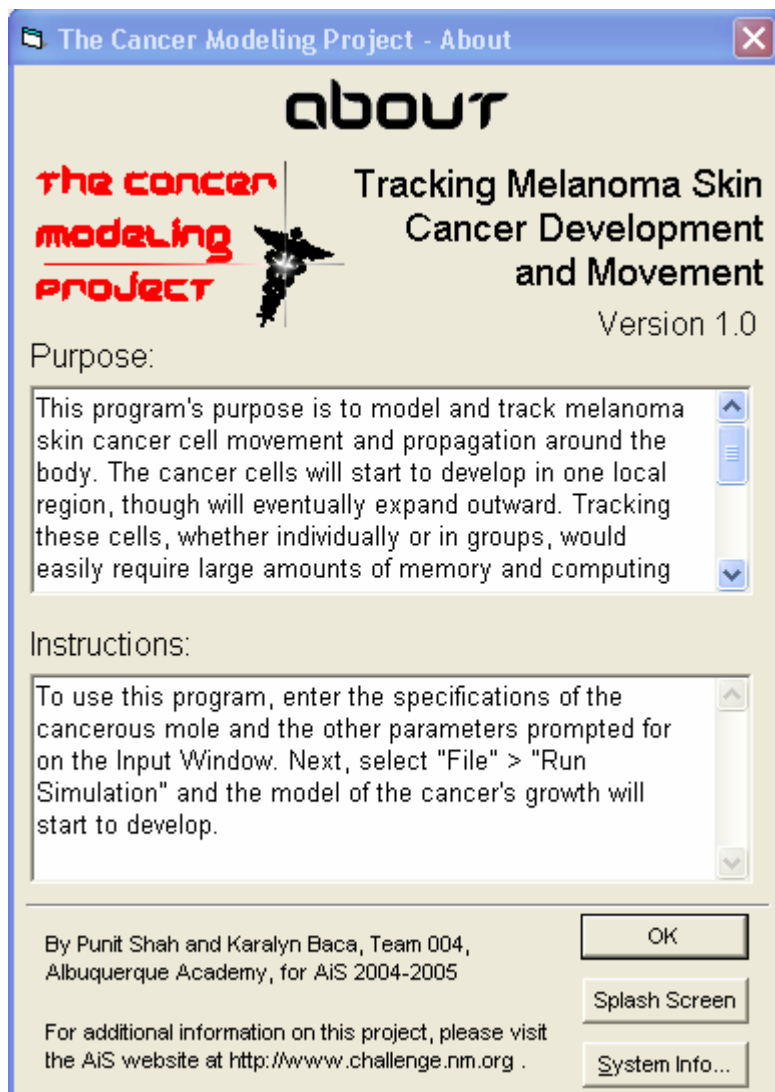 The Cancer Modeling Project - About
about
The Cancer
Modeling
Project
Tracking Melanoma Skin
Cancer Development
and Movement
Version 1.0
Purpose:
This program's purpose is to model and track melanoma
skin cancer cell movement and propagation around the
body. The cancer cells will start to develop in one local
region, though will eventually expand outward. Tracking
these cells, whether individually or in groups, would
easily require large amounts of memory and computing
Instructions:
To use this program, enter the specifications of the
cancerous mole and the other parameters prompted for
on the Input Window. Next, select "File" > "Run
Simulation" and the model of the cancer's growth will
start to develop.
By Punit Shah and Karalyn Baca, Team 004,
Albuquerque Academy, for AiS 2004-2005
For additional information on this project, please visit
the AiS website at http://www.challenge.nm.org .
OK
Splash Screen
System Info...